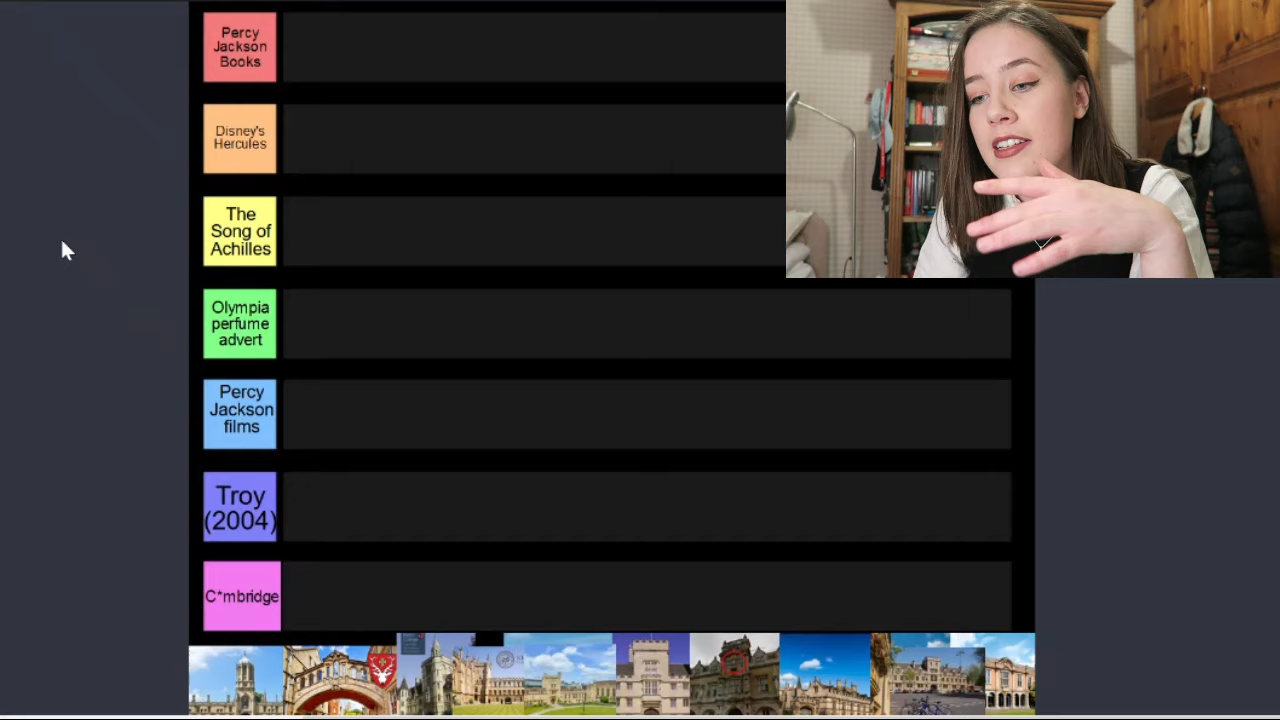 Percy
Jackson
Books
Disney's
Hercules
The
Song of
Achilles
Olympia
perfume
advert
Percy
Jackson
films
Troy
(2004)
C*mbridge